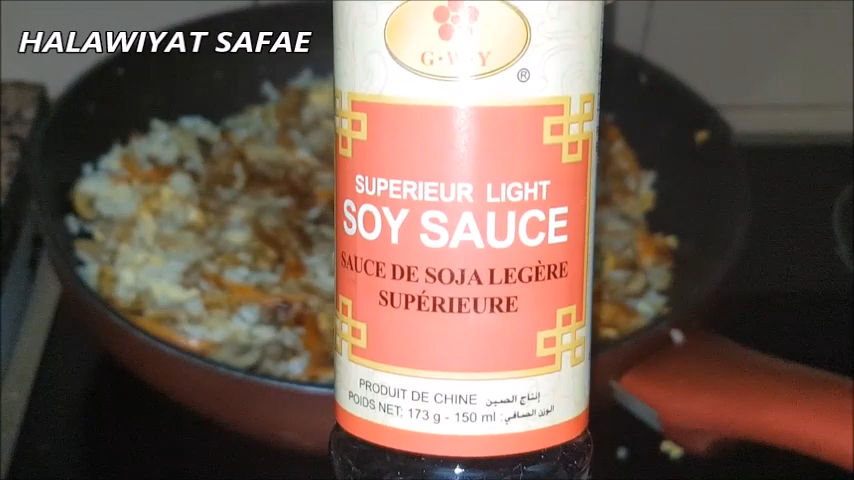 HALAWIYAT SAFAE
G·W·Y
®
SUPERIEUR LIGHT
SOY SAUCE
SAUCE DE SOJA LEGÈRE
SUPÉRIEURE
PRODUIT DE CHINE إنتاج الصين
POIDS NET: 173 g - 150 ml الوزن الصافي: